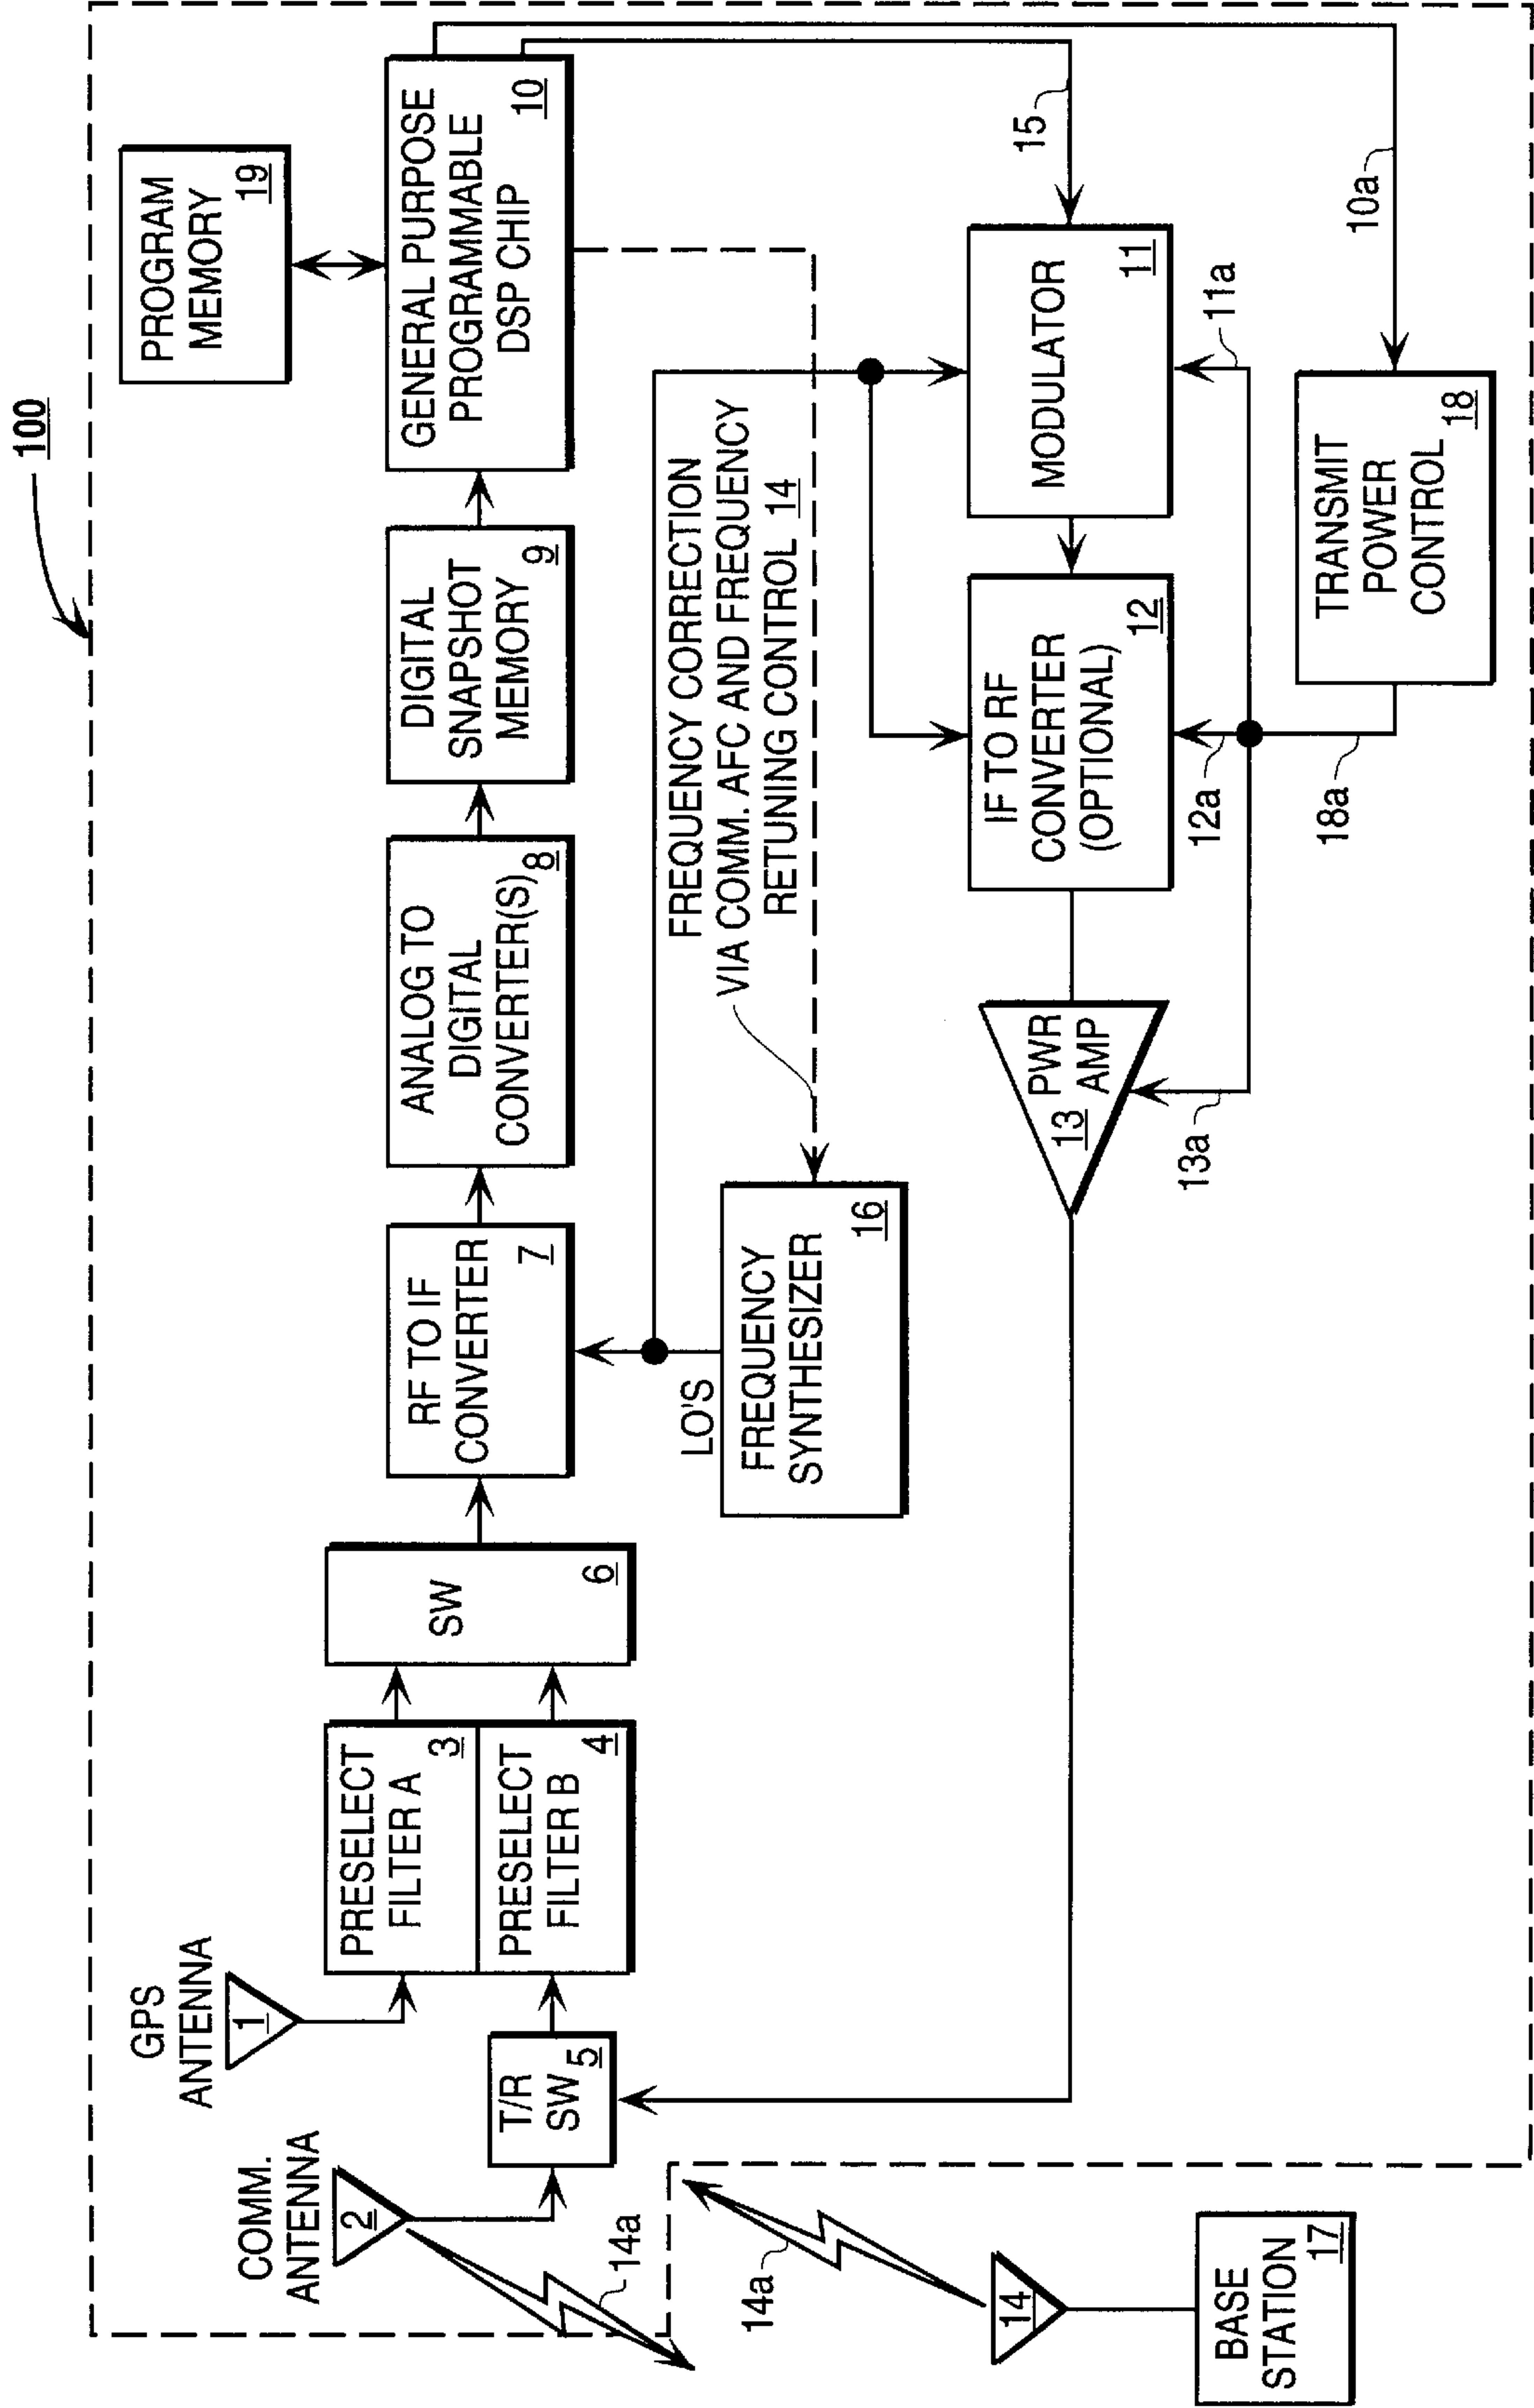 100
GPS
ANTENNA
1
COMM.
ANTENNA
2
T/R
SW
5
PRESELECT
FILTER A
3
PRESELECT
FILTER B
4
SW
6
RF TO IF
CONVERTER
7
ANALOG TO
DIGITAL
CONVERTER(S)
8
DIGITAL
SNAPSHOT
MEMORY
9
GENERAL PURPOSE
PROGRAMMABLE
DSP CHIP
10
PROGRAM
MEMORY
19
LO'S
FREQUENCY
SYNTHESIZER
16
FREQUENCY CORRECTION
VIA COMM. AFC AND FREQUENCY
RETUNING CONTROL 14
15
MODULATOR
11
11a
IF TO RF
CONVERTER
(OPTIONAL)
12
12a
PWR
AMP
13
13a
10a
TRANSMIT
POWER
CONTROL
18
18a
14a
14a
14
BASE
STATION
17